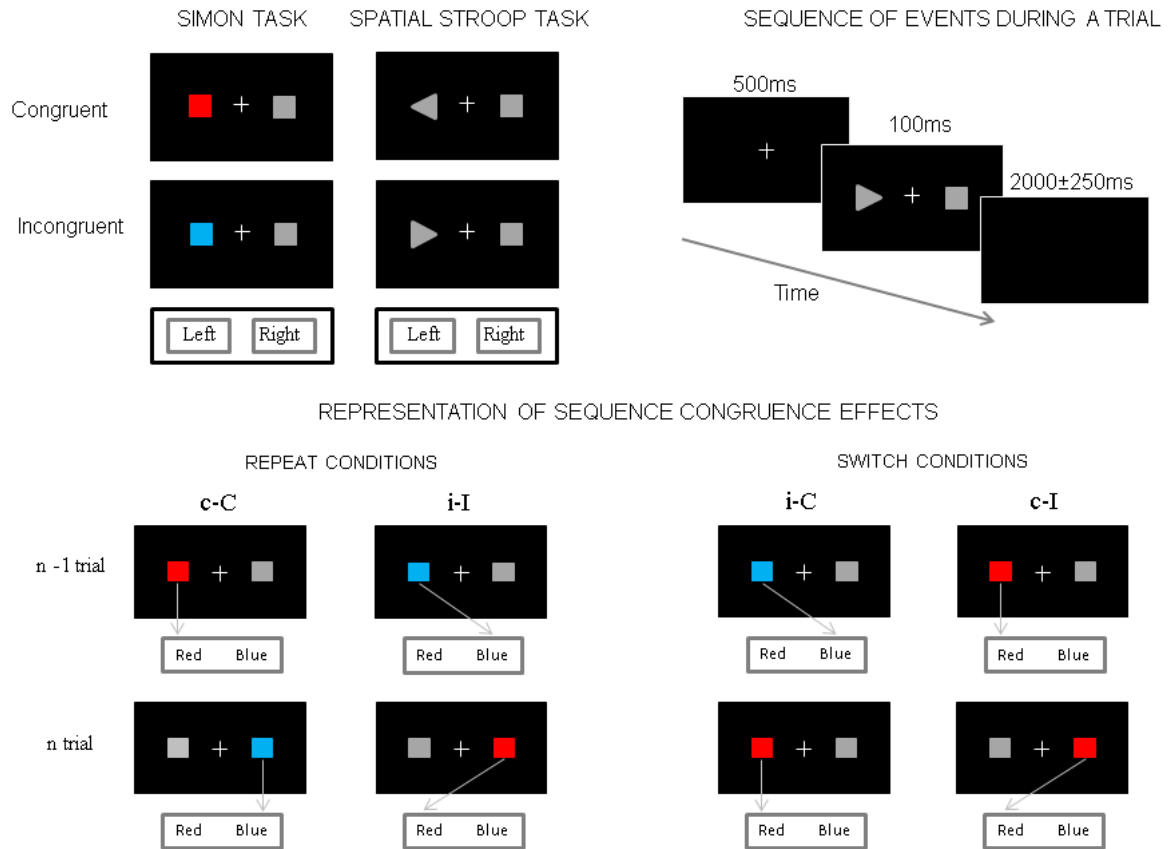 SIMON TASK
SPATIAL STROOP TASK
SEQUENCE OF EVENTS DURING A TRIAL
Congruent
Incongruent
Left Right
Left Right
500ms
100ms
2000±250ms
Time
REPRESENTATION OF SEQUENCE CONGRUENCE EFFECTS
REPEAT CONDITIONS
SWITCH CONDITIONS
c-C
i-I
i-C
c-I
n -1 trial
Red Blue
Red Blue
Red Blue
Red Blue
n trial
Red Blue
Red Blue
Red Blue
Red Blue